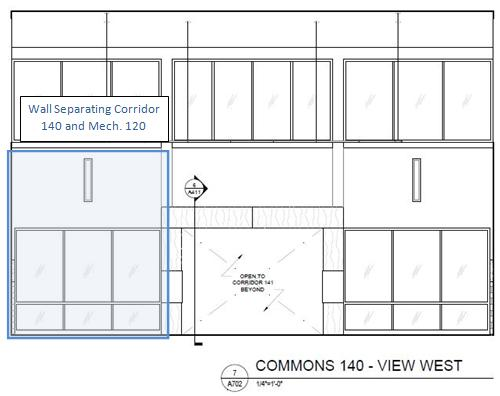 Wall Separating Corridor
140 and Mech. 120
6
A411
OPEN TO
CORRIDOR 141
BEYOND
7
A702
COMMONS 140 - VIEW WEST
1/4"=1'-0"